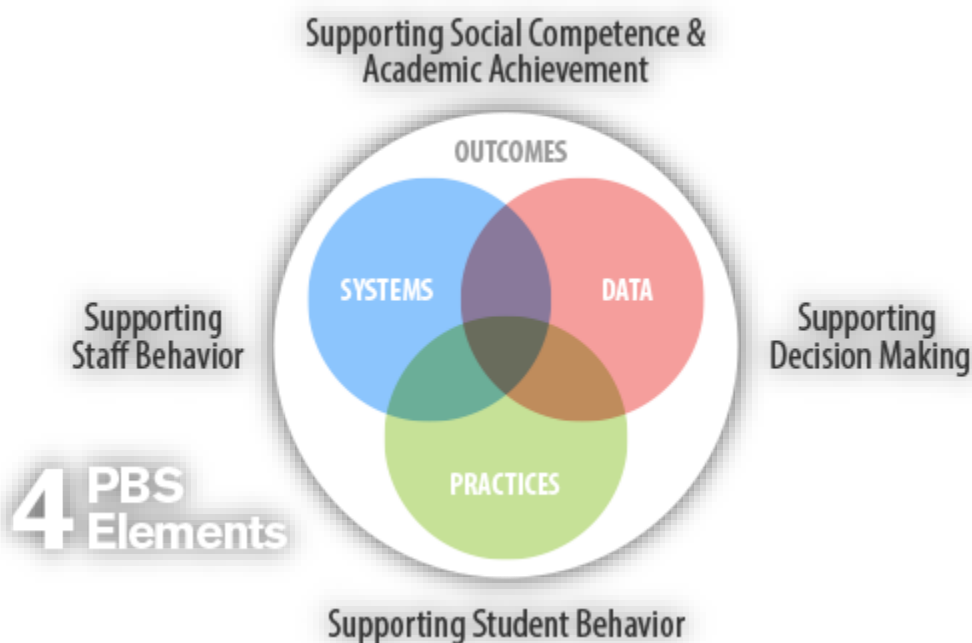 Supporting Social Competence &
Academic Achievement
OUTCOMES
SYSTEMS
DATA
Supporting
Staff Behavior
Supporting
Decision Making
PRACTICES
4 PBS
Elements
Supporting Student Behavior